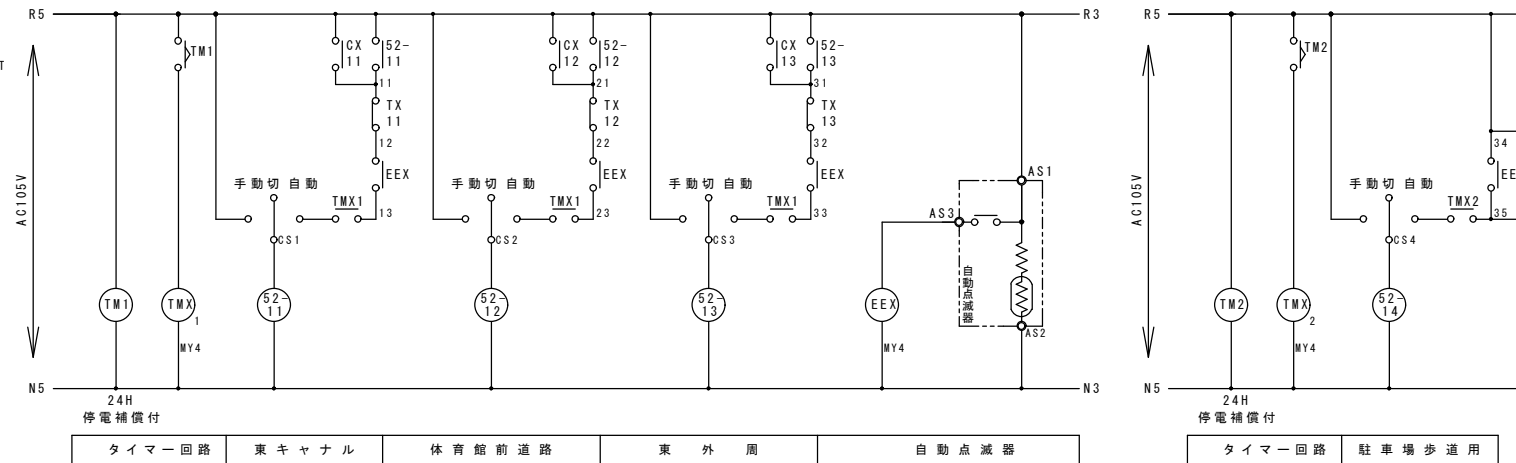 R5
R3
R5
T
CX
11
52-
11
CX
12
52-
12
CX
13
52-
13
TM1
TM2
11
21
31
TX
11
TX
12
TX
13
12
22
32
34
EEX
EEX
EEX
EE
AS1
手動切 自動
手動切 自動
手動切 自動
手動切 自動
TMX1
TMX1
TMX1
TMX2
13
23
33
35
AS3
AC105V
AC105V
CS1
CS2
CS3
CS4
自動点滅器
TM1
TMX
1
52-
11
52-
12
52-
13
EEX
TM2
TMX
2
52-
14
AS2
MY4
MY4
MY4
N5
N3
N5
24H
停電補償付
24H
停電補償付
タイマー回路
東キャナル
体育館前道路
東外周
自動点滅器
タイマー回路
駐車場歩道用